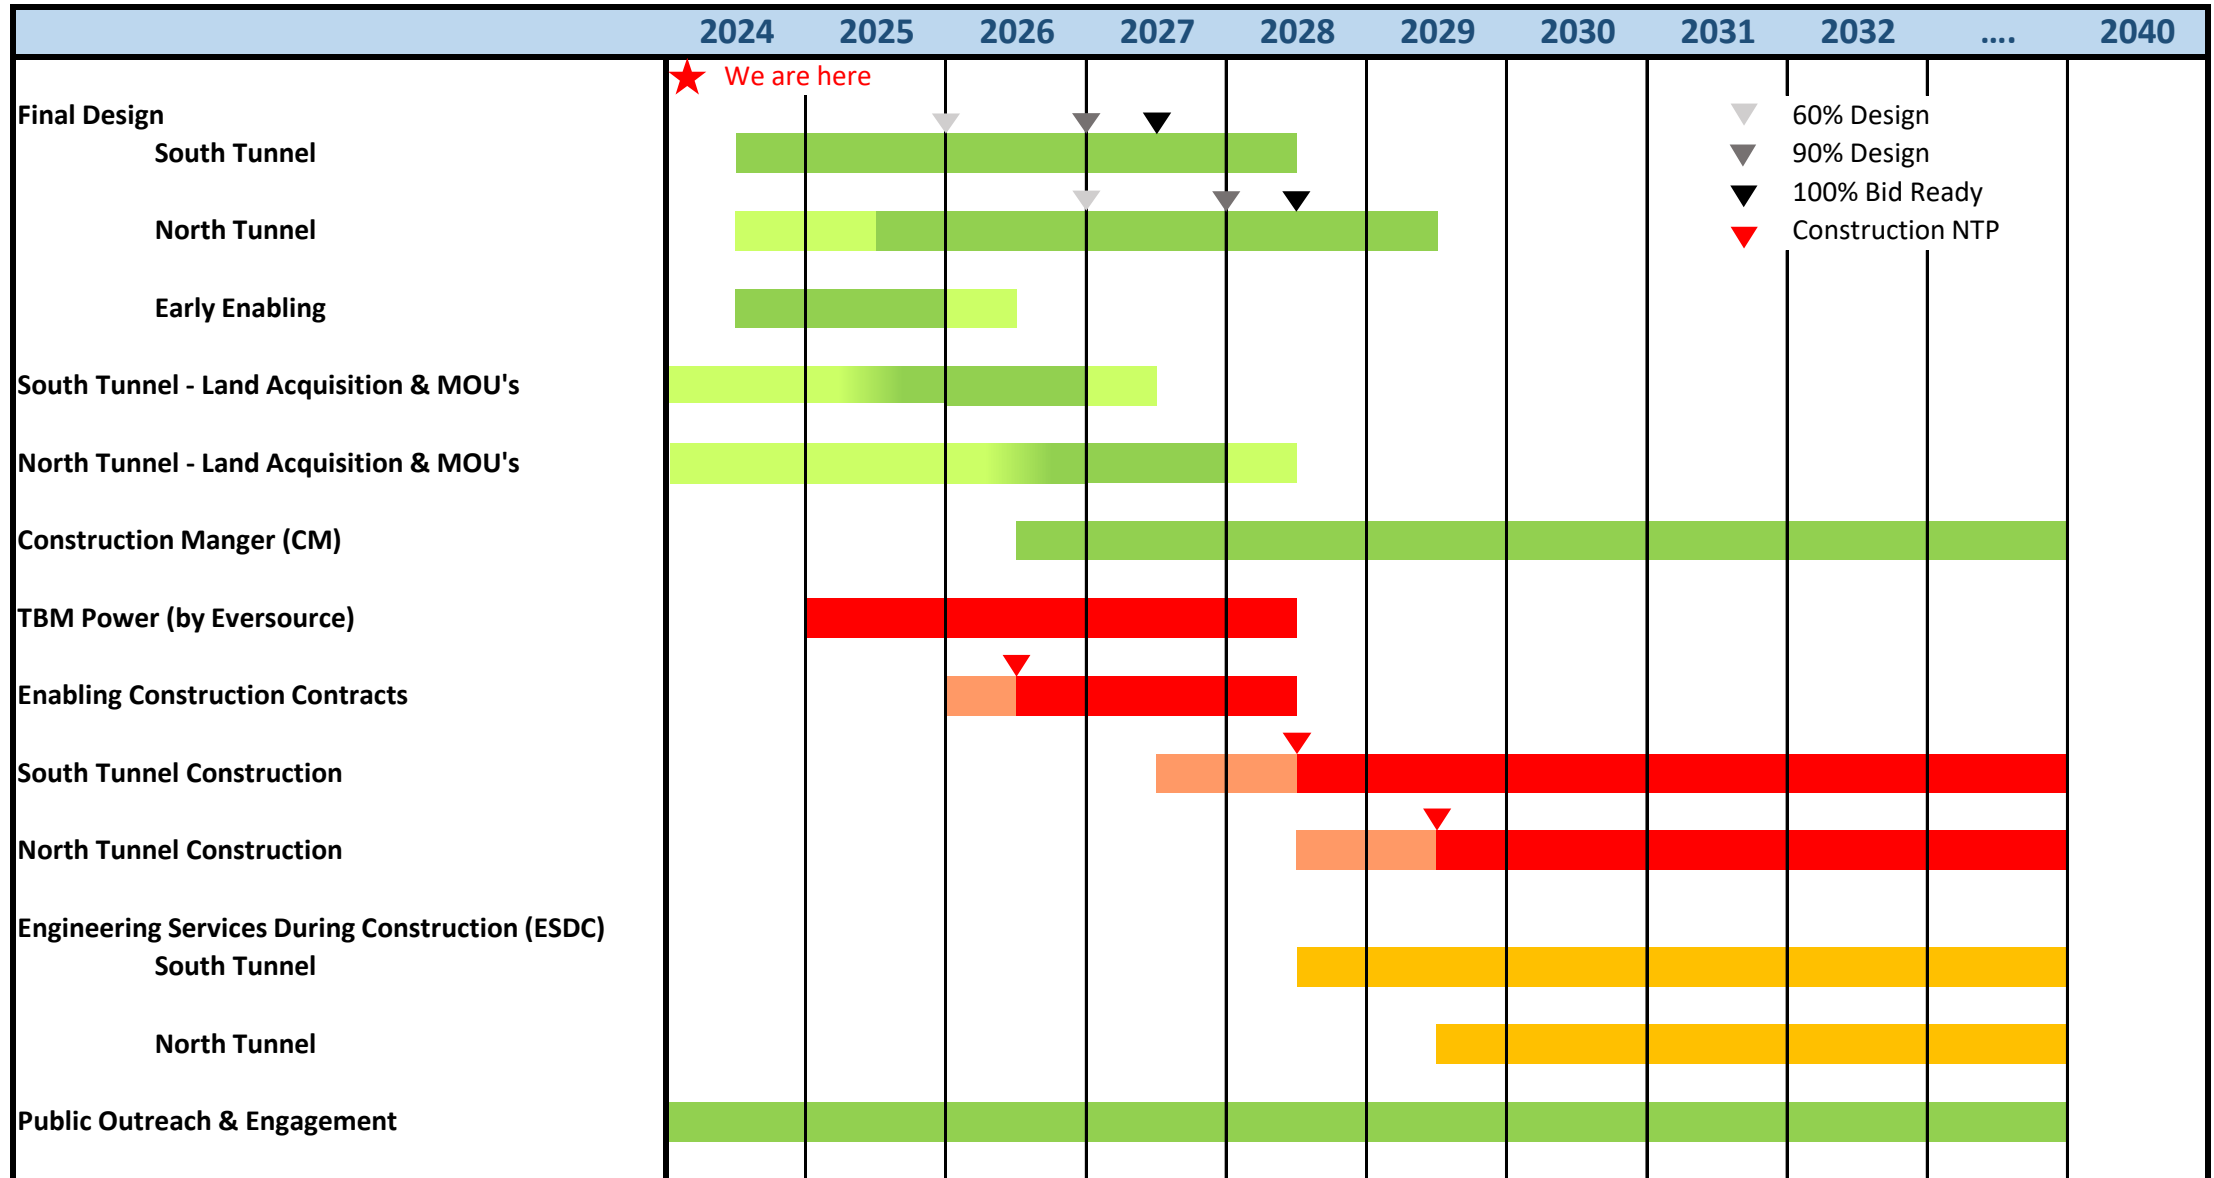 2024 2025 2026 2027 2028 2029 2030 2031 2032 .... 2040
We are here
Final Design
60% Design
South Tunnel
90% Design
100% Bid Ready
North Tunnel
Construction NTP
Early Enabling
South Tunnel - Land Acquisition & MOU's
North Tunnel - Land Acquisition & MOU's
Construction Manger (CM)
TBM Power (by Eversource)
Enabling Construction Contracts
South Tunnel Construction
North Tunnel Construction
Engineering Services During Construction (ESDC)
South Tunnel
North Tunnel
Public Outreach & Engagement